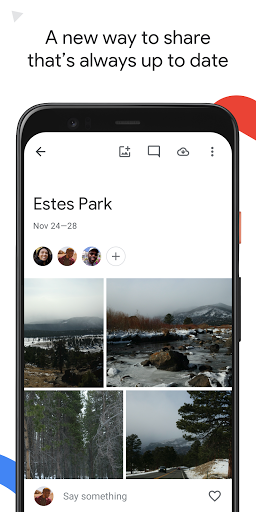 A new way to share
that's always up to date
Estes Park
Nov 24—28
Say something